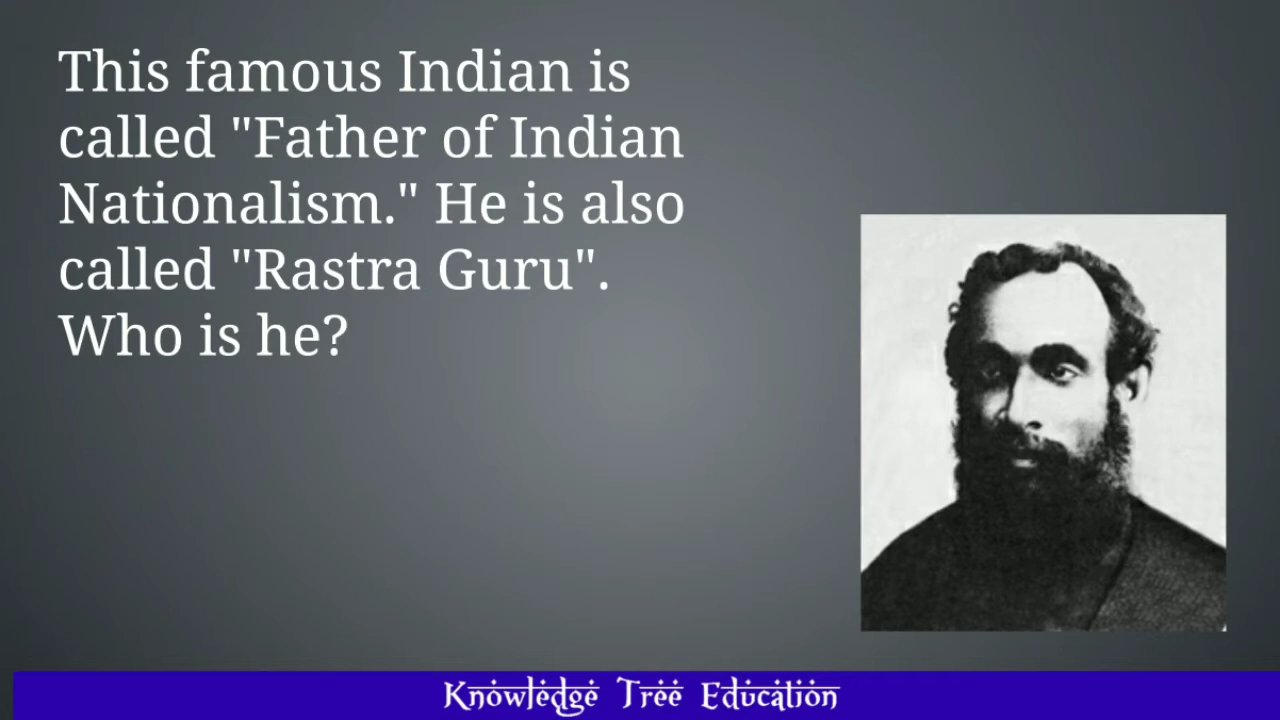 This famous Indian is
called "Father of Indian
Nationalism." He is also
called "Rastra Guru".
Who is he?
Knowledge Tree Education